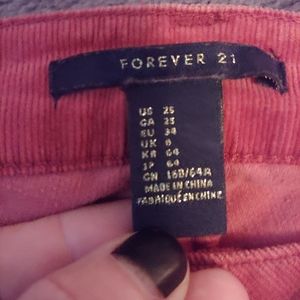 FOREVER 21
US 25
CA 25
EU 34
UK 6
KR 64
JP 64
CN 160/64A
MADE IN CHINA
FABRIQUÉ EN CHINE